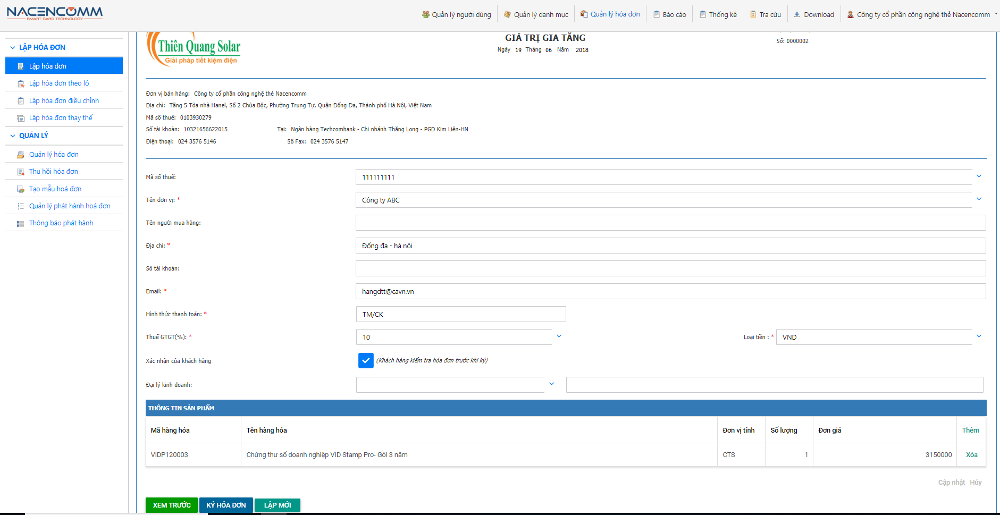 NACENCOMM
SMART CARD TECHNOLOGY
Quản lý người dùng
Quản lý danh mục
Quản lý hóa đơn
Báo cáo
Thống kê
Tra cứu
Download
Công ty cổ phần công nghệ thẻ Nacencomm
LẬP HÓA ĐƠN
Lập hóa đơn
Lập hóa đơn theo lô
Lập hóa đơn điều chỉnh
Lập hóa đơn thay thế
QUẢN LÝ
Quản lý hóa đơn
Thu hồi hóa đơn
Tạo mẫu hoá đơn
Quản lý phát hành hoá đơn
Thông báo phát hành
Thiên Quang Solar
Giải pháp tiết kiệm điện
GIÁ TRỊ GIA TĂNG
Ngày 19 Tháng 06 Năm 2018
Số: 0000002
Đơn vị bán hàng: Công ty cổ phần công nghệ thẻ Nacencomm
Địa chỉ: Tầng 5 Tòa nhà Hanel, Số 2 Chùa Bộc, Phường Trung Tự, Quận Đống Đa, Thành phố Hà Nội, Việt Nam
Mã số thuế: 0103930279
Số tài khoản: 10321656622015 Tại: Ngân hàng Techcombank - Chi nhánh Thăng Long - PGD Kim Liên-HN
Điện thoại: 024 3576 5146 Số Fax: 024 3576 5147
Mã số thuế: 111111111
Tên đơn vị: * Công ty ABC
Tên người mua hàng:
Địa chỉ: * Đống đa - hà nội
Số tài khoản:
Email: * hangdtt@cavn.vn
Hình thức thanh toán: * TM/CK
Thuế GTGT(%): * 10 Loại tiền : * VND
Xác nhận của khách hàng (Khách hàng kiểm tra hóa đơn trước khi ký)
Đại lý kinh doanh:
THÔNG TIN SẢN PHẨM
Mã hàng hóa Tên hàng hóa Đơn vị tính Số lượng Đơn giá Thêm
VIDP120003 Chứng thư số doanh nghiệp VID Stamp Pro- Gói 3 năm CTS 1 3150000 Xóa
Cập nhật Hủy
XEM TRƯỚC KÝ HÓA ĐƠN LẬP MỚI